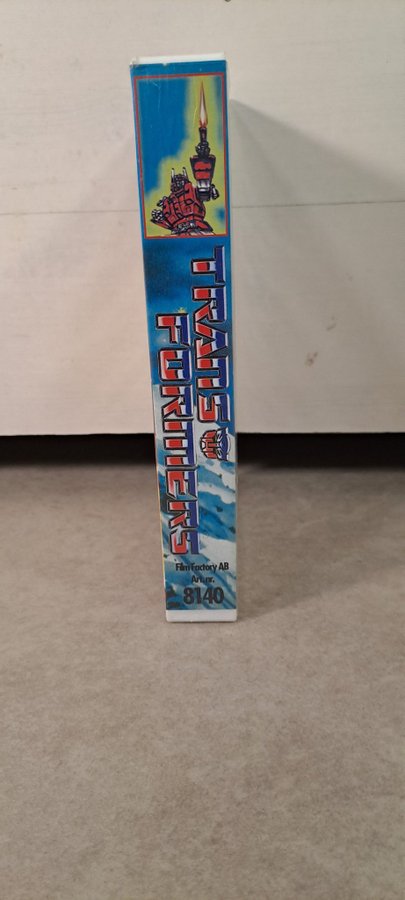 TRANS
FORMERS
Film Factory AB
Art. nr.
8140